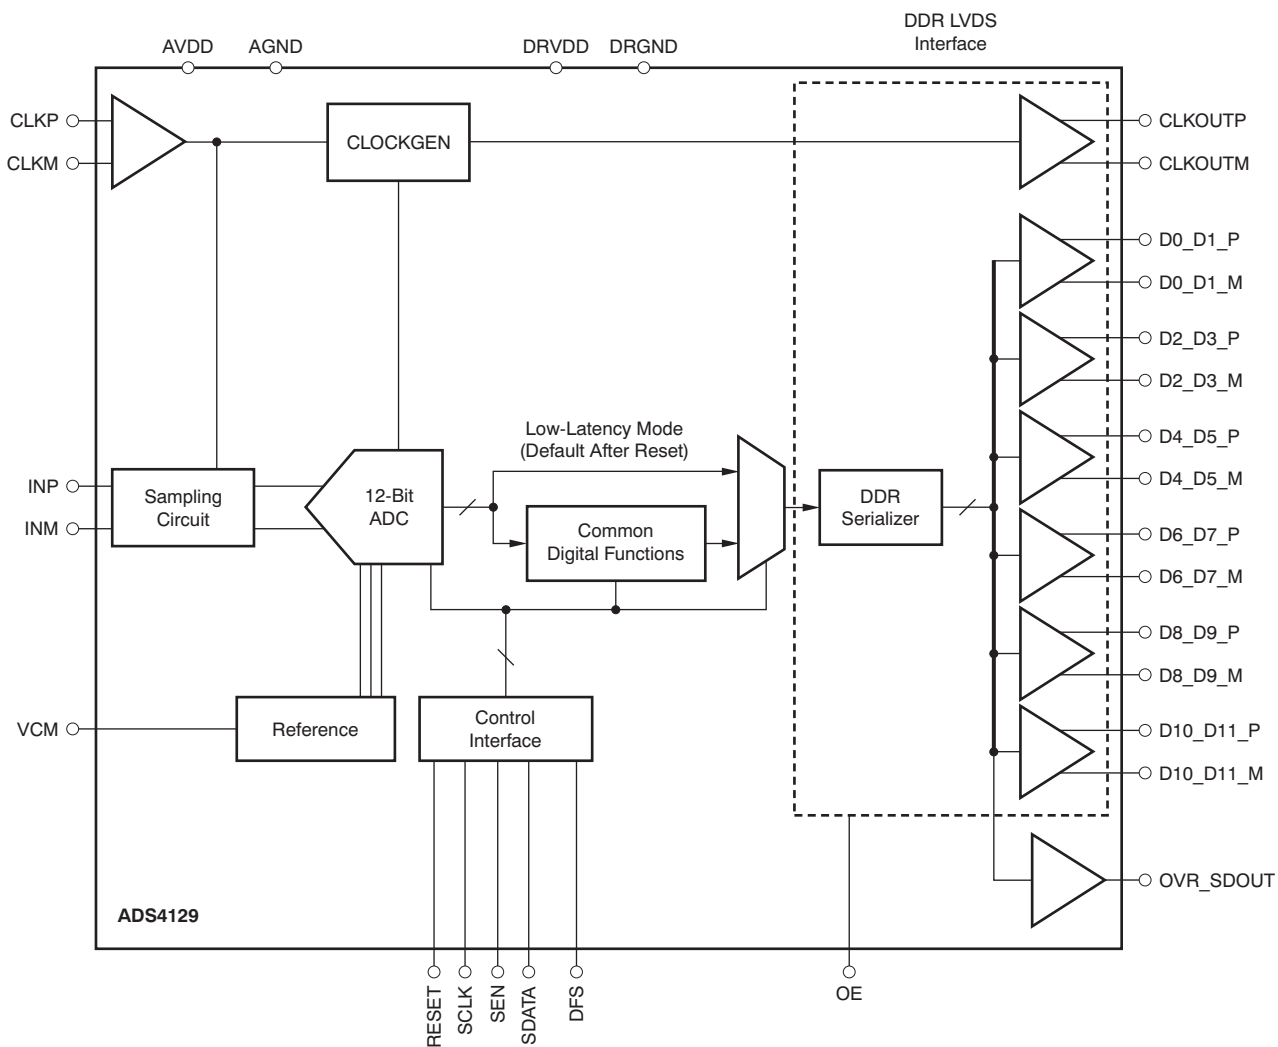 DDR LVDS
Interface
AVDD
AGND
DRVDD
DRGND
CLKP
CLKM
CLOCKGEN
CLKOUTP
CLKOUTM
D0_D1_P
D0_D1_M
D2_D3_P
D2_D3_M
Low-Latency Mode
(Default After Reset)
D4_D5_P
D4_D5_M
INP
INM
Sampling
Circuit
12-Bit
ADC
Common
Digital Functions
DDR
Serializer
D6_D7_P
D6_D7_M
D8_D9_P
D8_D9_M
VCM
Reference
Control
Interface
D10_D11_P
D10_D11_M
OVR_SDOUT
ADS4129
RESET
SCLK
SEN
SDATA
DFS
OE